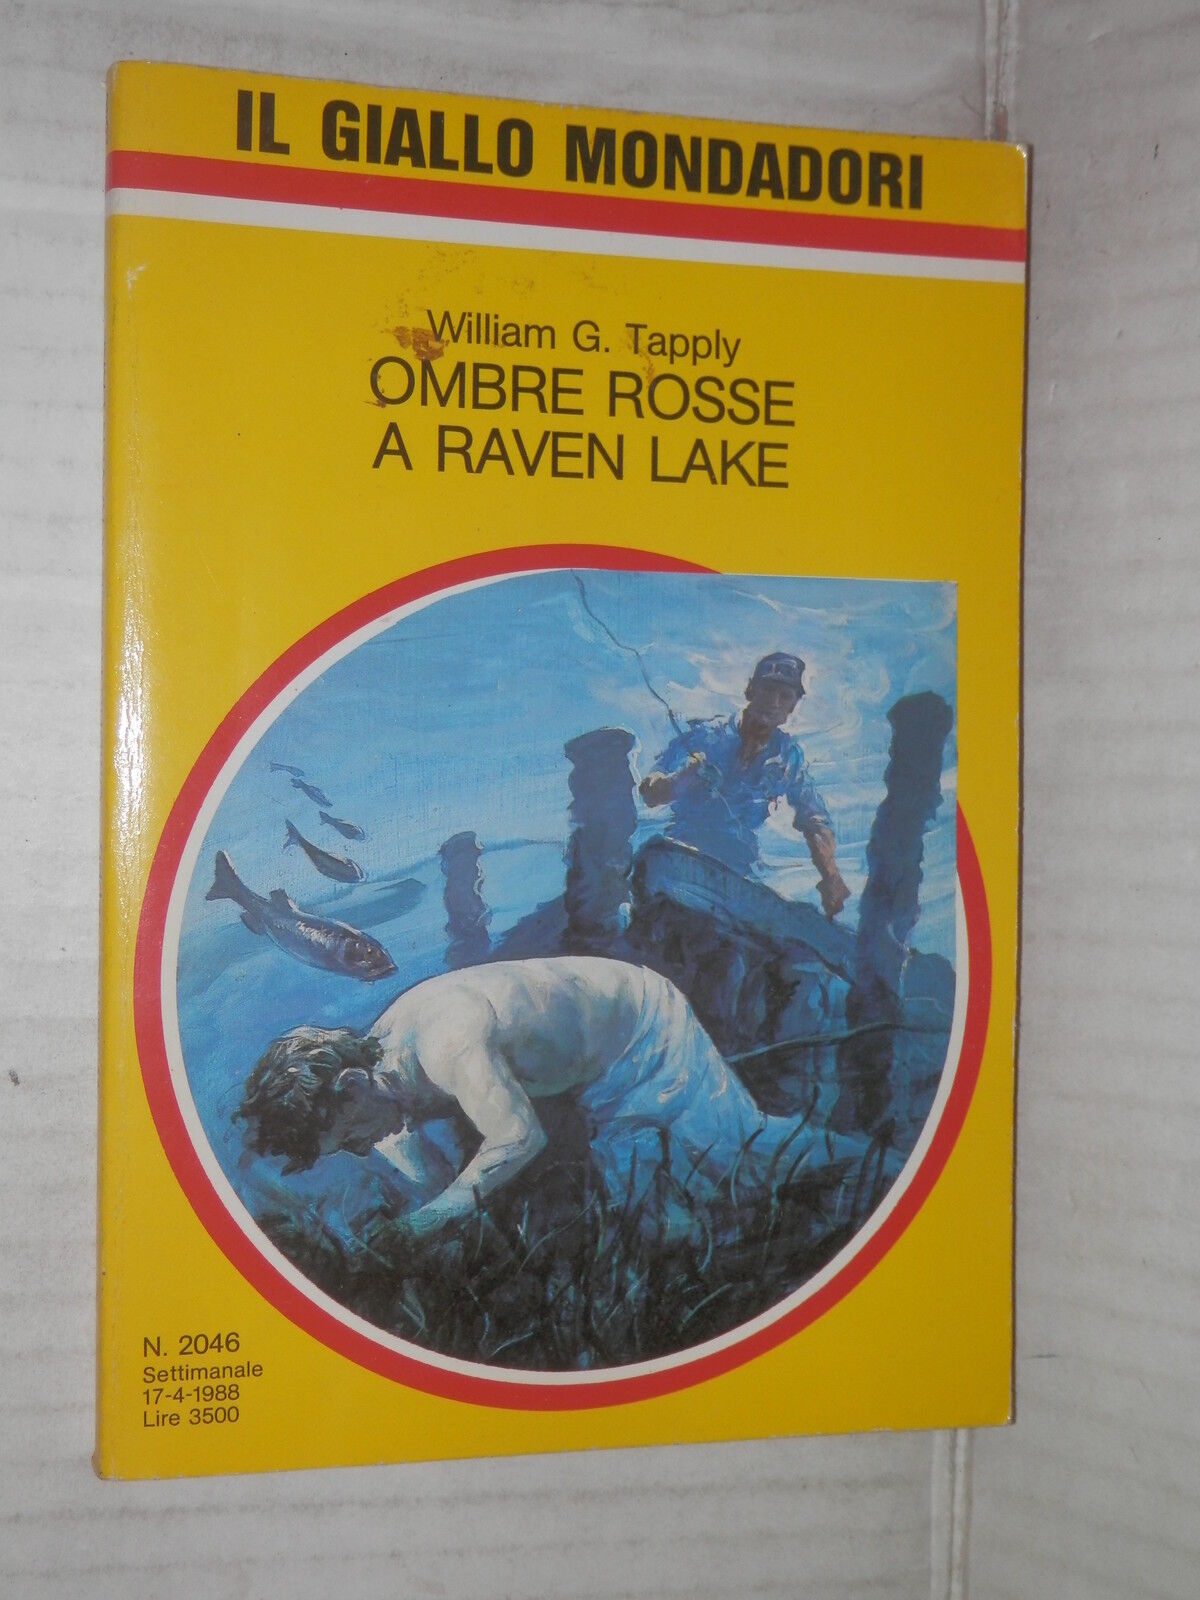 IL GIALLO MONDADORI
William G. Tapply
OMBRE ROSSE
A RAVEN LAKE
N. 2046
Settimanale
17-4-1988
Lire 3500